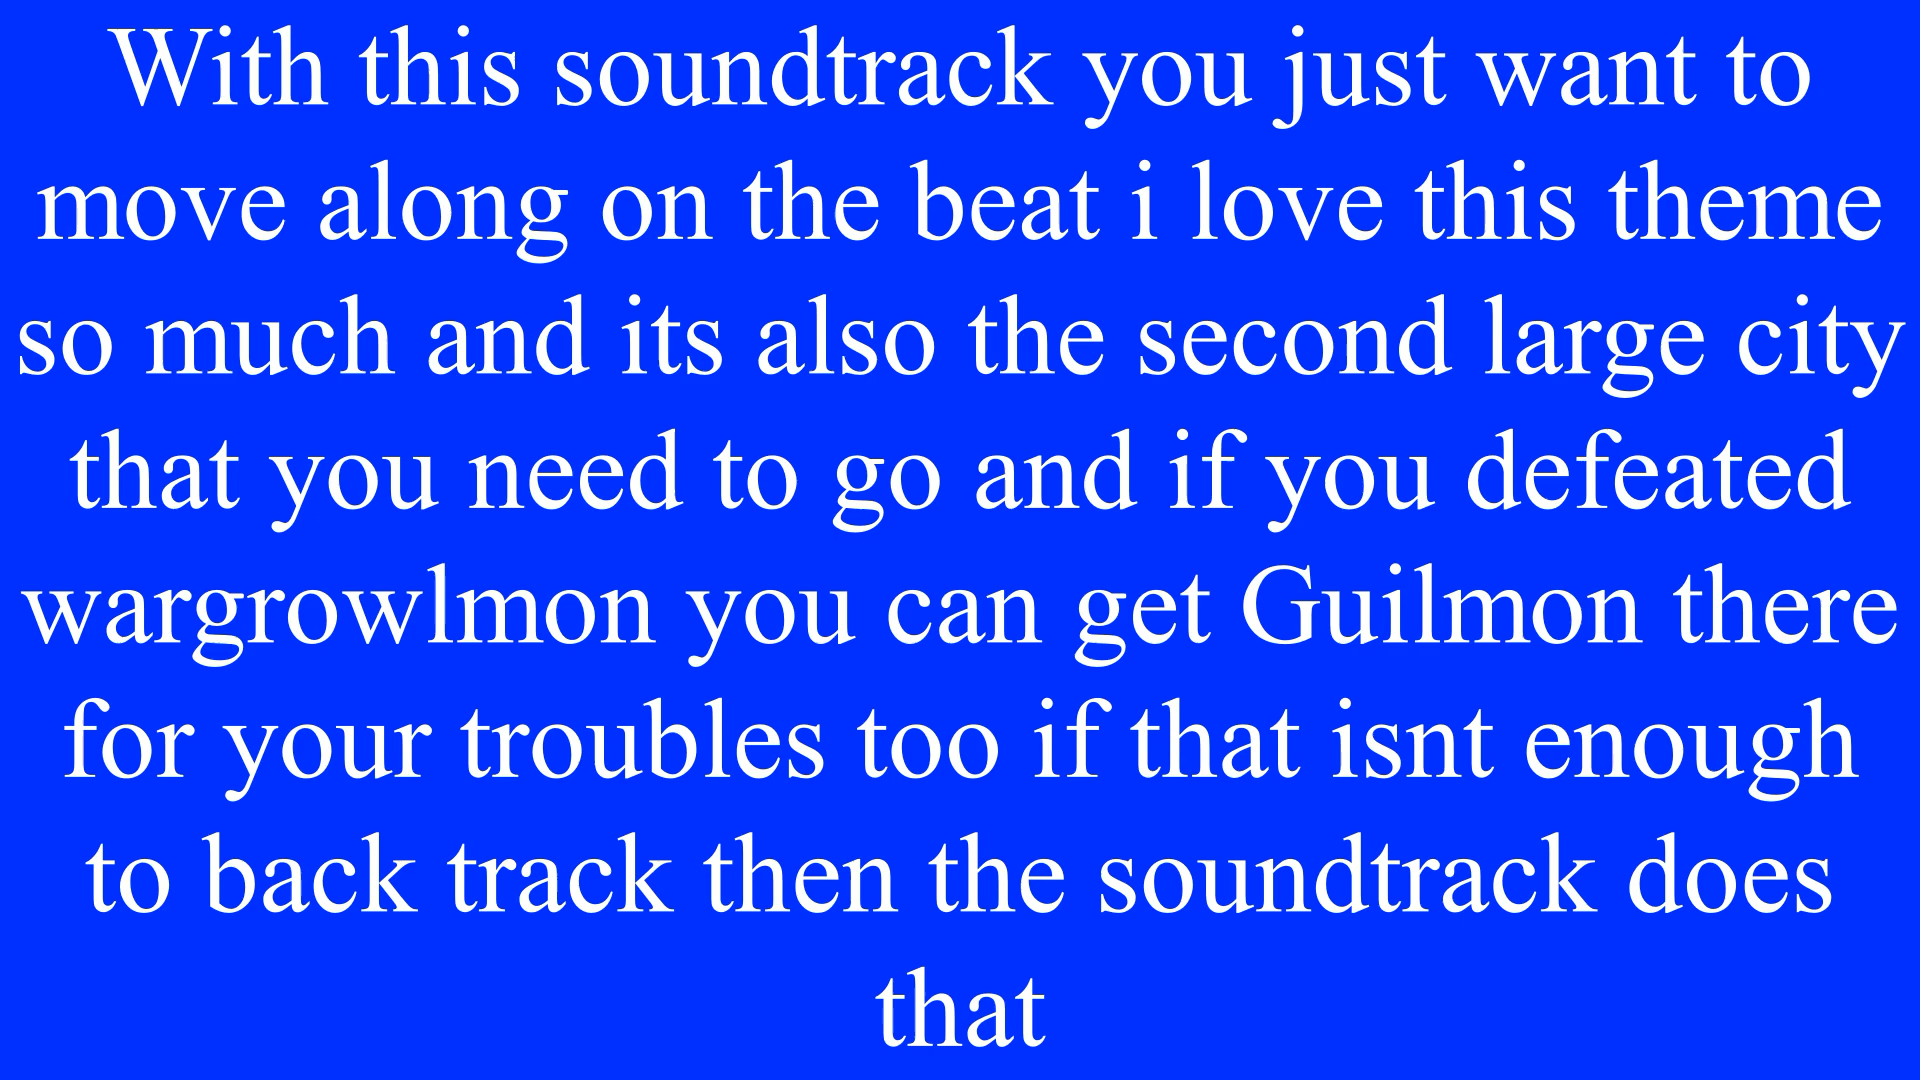 With this soundtrack you just want to
move along on the beat i love this theme
so much and its also the second large city
that you need to go and if you defeated
wargrowlmon you can get Guilmon there
for your troubles too if that isnt enough
to back track then the soundtrack does
that